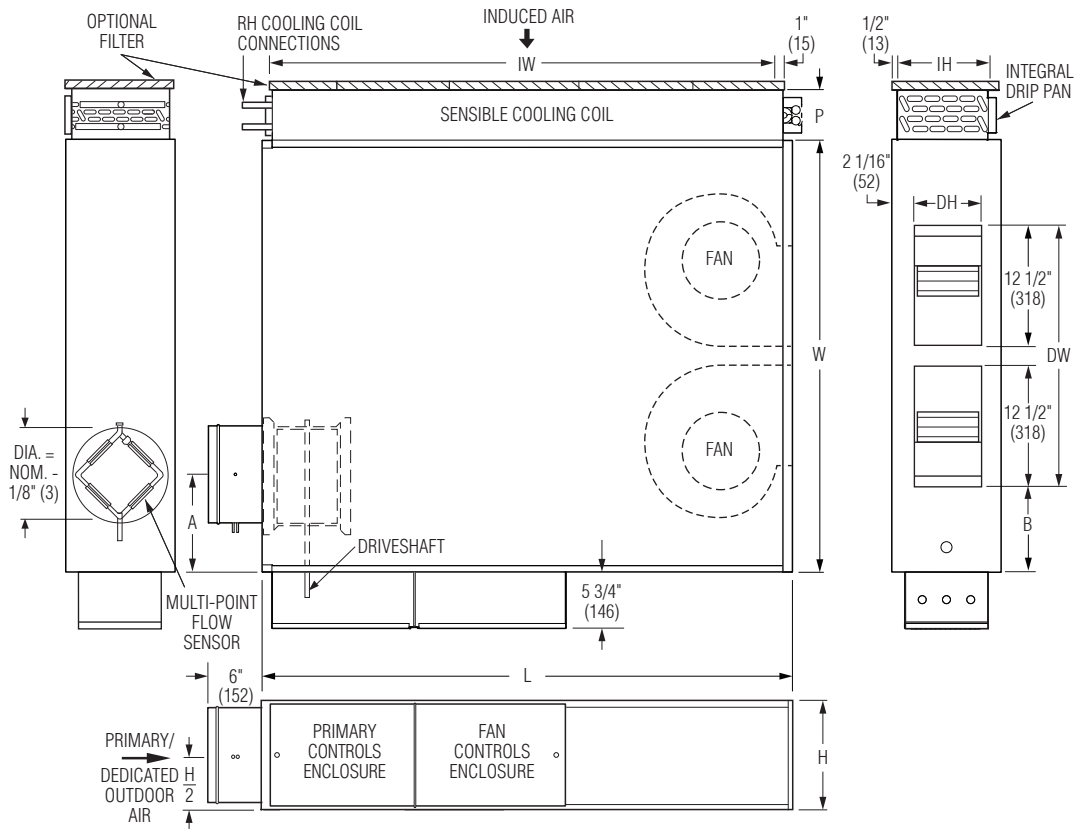 OPTIONAL
FILTER
RH COOLING COIL
CONNECTIONS
INDUCED AIR
IW
1"
(15)
SENSIBLE COOLING COIL
P
1/2"
(13)
IH
INTEGRAL
DRIP PAN
2 1/16"
(52)
DH
FAN
FAN
W
12 1/2"
(318)
12 1/2"
(318)
DW
B
DIA. =
NOM. -
1/8" (3)
A
DRIVESHAFT
MULTI-POINT
FLOW
SENSOR
5 3/4"
(146)
6"
(152)
L
PRIMARY/
DEDICATED
OUTDOOR
AIR
H
2
PRIMARY
CONTROLS
ENCLOSURE
FAN
CONTROLS
ENCLOSURE
H